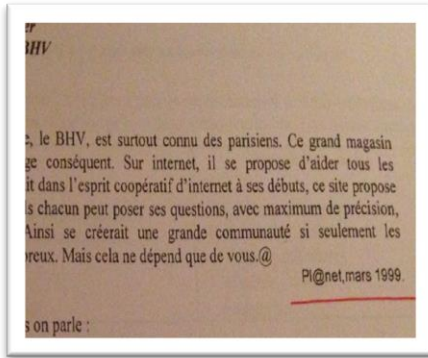 er
BHV
, le BHV, est surtout connu des parisiens. Ce grand magasin
ge conséquent. Sur internet, il se propose d'aider tous les
it dans l'esprit coopératif d'internet à ses débuts, ce site propose
s chacun peut poser ses questions, avec maximum de précision,
Ainsi se créerait une grande communauté si seulement les
reux. Mais cela ne dépend que de vous.@
Pl@net,mars 1999.
s on parle :